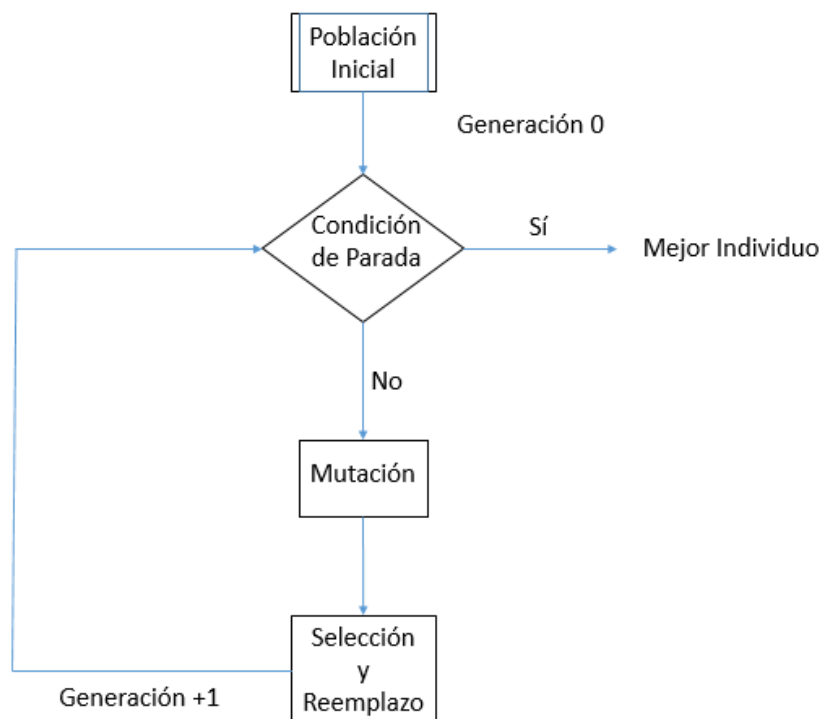 Población
Inicial
Generación 0
Condición
de Parada
Sí
Mejor Individuo
No
Mutación
Selección
y
Reemplazo
Generación +1